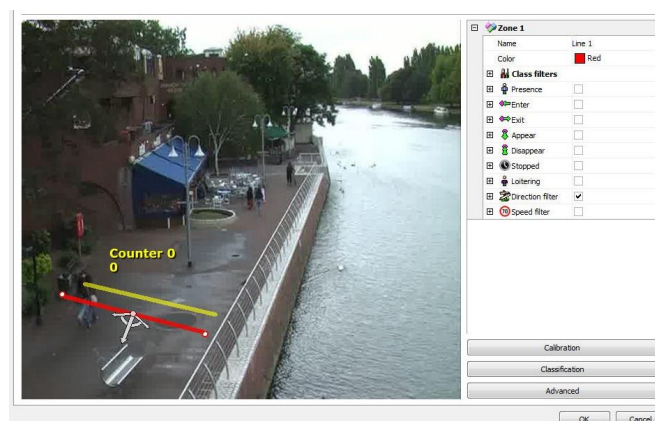 Zone 1
Name Line 1
Color Red
Class filters
Presence
Enter
Exit
Appear
Disappear
Stopped
Loitering
Direction filter
Speed filter
Counter 0
0
Calibration
Classification
Advanced
OK Cancel